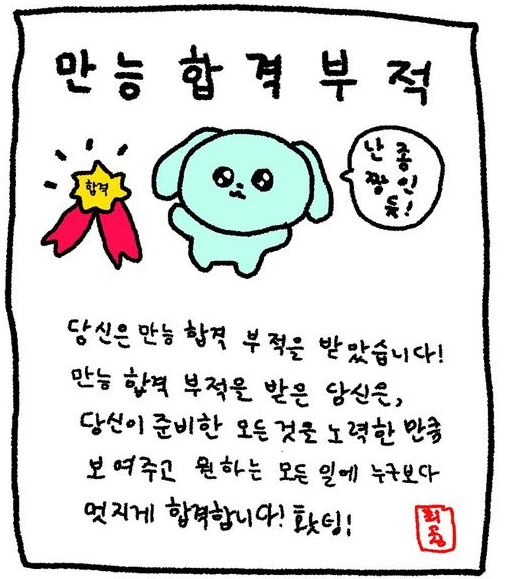 만능 합격 부적
합격
난 좀
짱인
듯!
당신은 만능 합격 부적을 받았습니다!
만능 합격 부적을 받은 당신은,
당신이 준비한 모든 것을 노력한 만큼
보여주고 원하는 모든 일에 누구보다
멋지게 합격합니다! 홧팅!